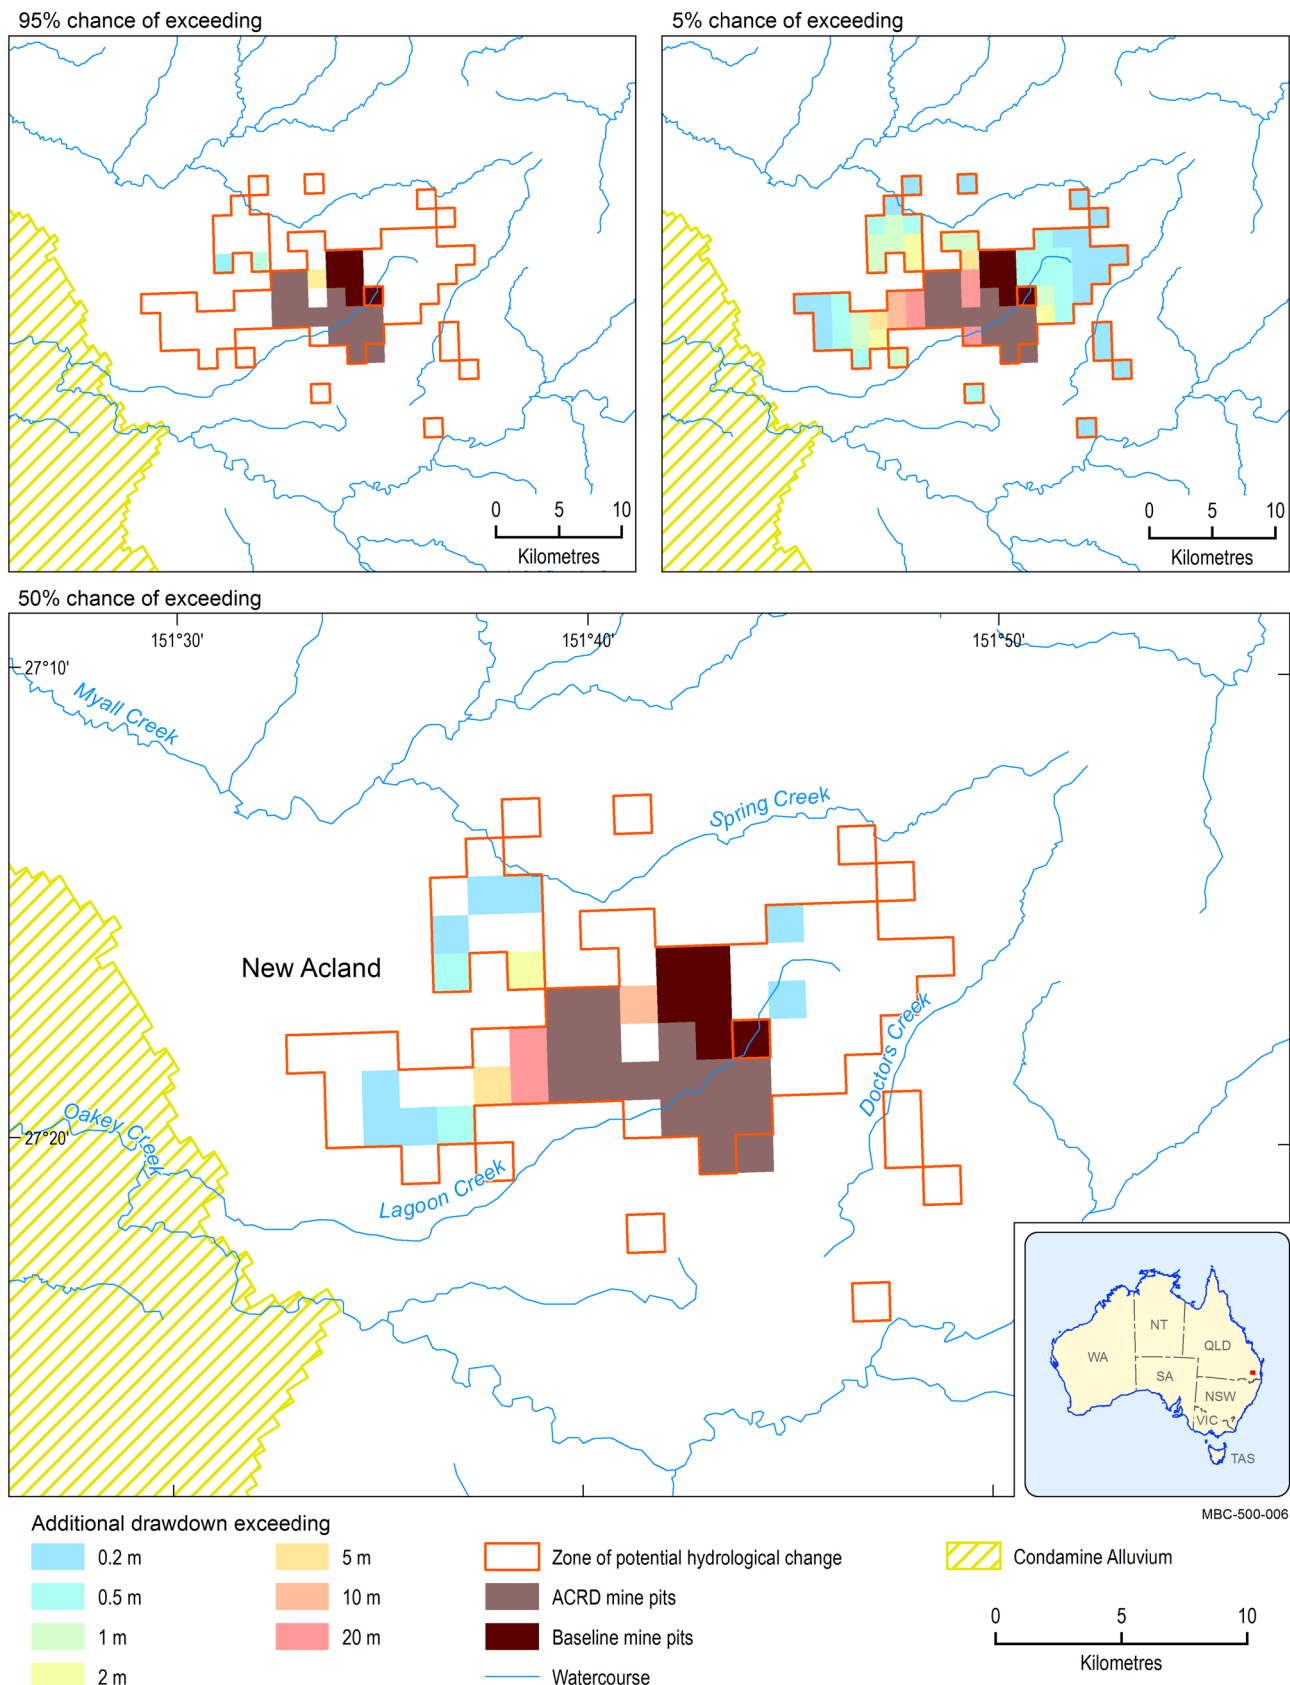 95% chance of exceeding
5% chance of exceeding
0 5 10
Kilometres
0 5 10
Kilometres
50% chance of exceeding
151°30'
151°40'
151°50'
27°10'
Myall Creek
Spring Creek
New Acland
Doctors Creek
Oakey Creek
27°20'
Lagoon Creek
NT
QLD
WA
SA
NSW
VIC
TAS
MBC-500-006
Additional drawdown exceeding
0.2 m
0.5 m
1 m
2 m
5 m
10 m
20 m
Zone of potential hydrological change
ACRD mine pits
Baseline mine pits
Watercourse
Condamine Alluvium
0 5 10
Kilometres